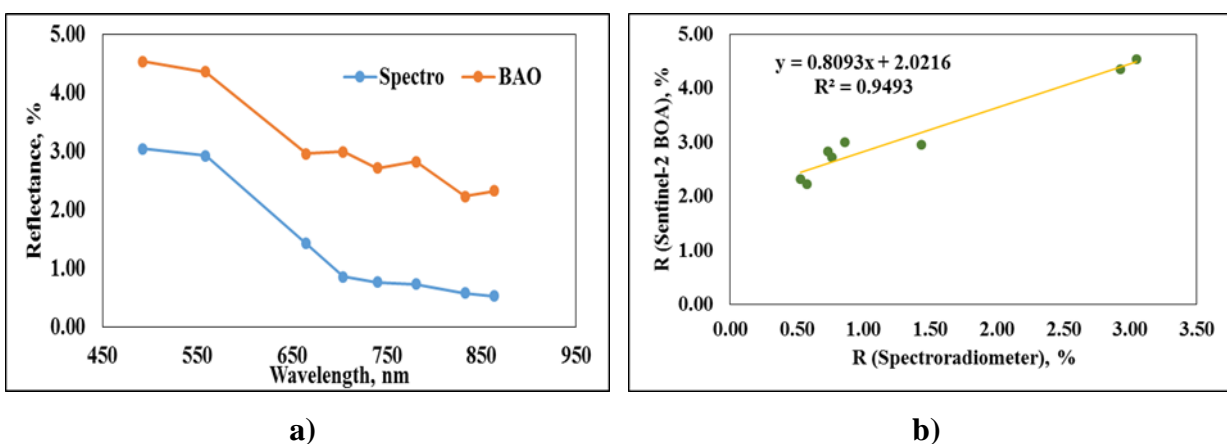 5.00
4.00
3.00
2.00
1.00
0.00
Reflectance, %
Spectro BAO
450 550 650 750 850 950
Wavelength, nm
a)
5.00
4.00
3.00
2.00
1.00
0.00
R (Sentinel-2 BOA), %
y = 0.8093x + 2.0216
R² = 0.9493
0.00 0.50 1.00 1.50 2.00 2.50 3.00 3.50
R (Spectroradiometer), %
b)